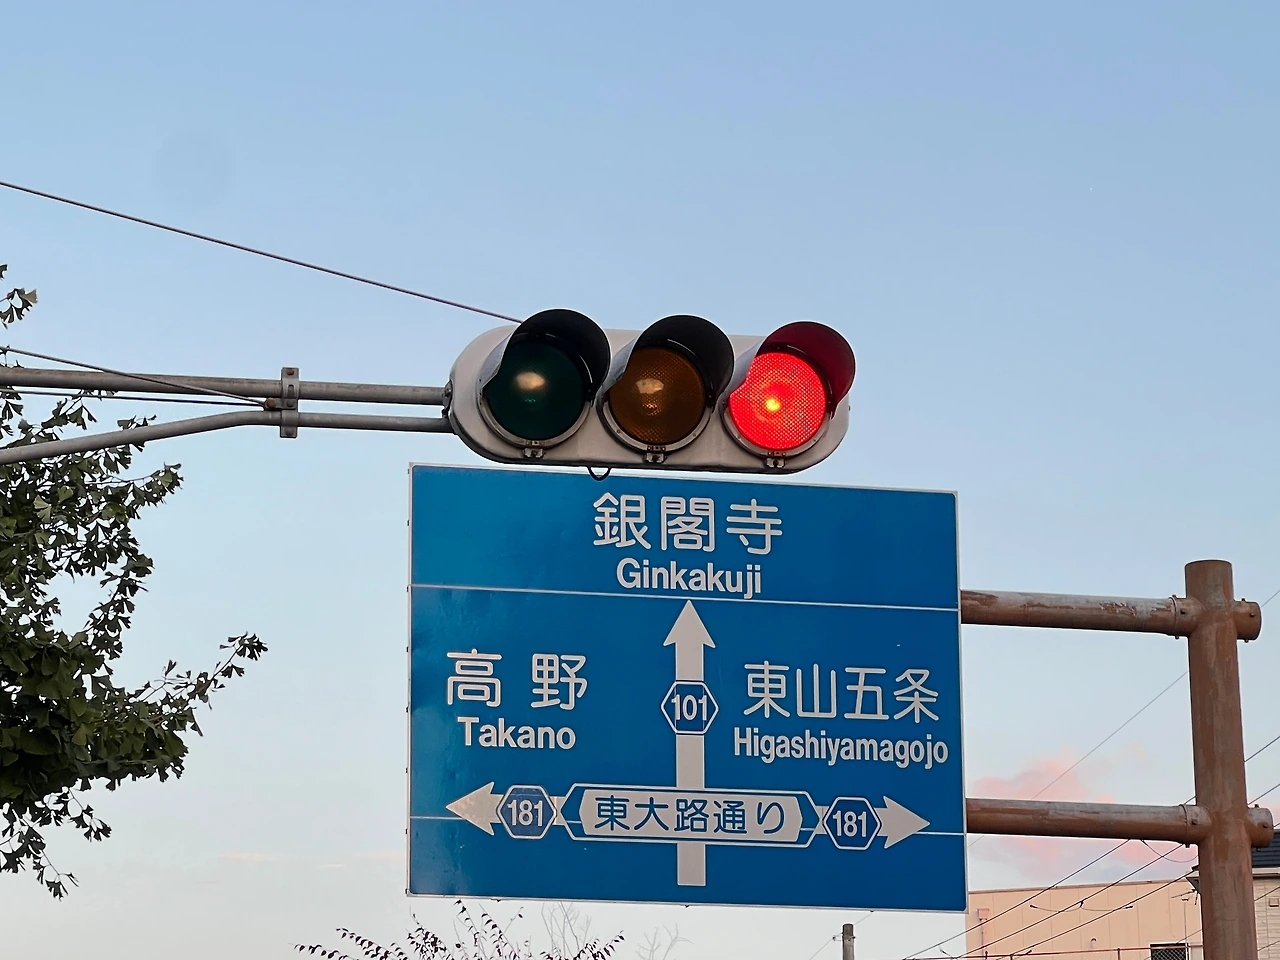 銀閣寺
Ginkakuji
高野
Takano
101
東山五条
Higashiyamagojo
181
東大路通り
181